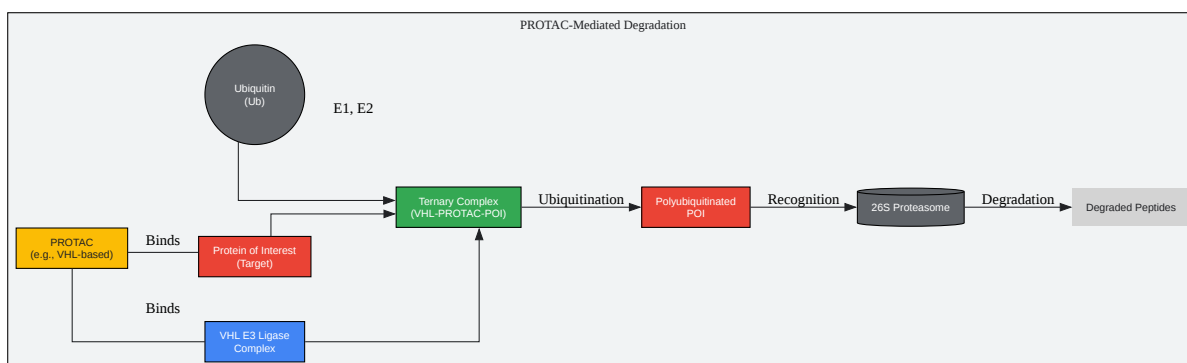 PROTAC-Mediated Degradation
Ubiquitin
(Ub)
E1, E2
Ternary Complex
(VHL-PROTAC-POI)
Ubiquitination
Polyubiquitinated
POI
Recognition
26S Proteasome
Degradation
Degraded Peptides
PROTAC
(e.g., VHL-based)
Binds
Protein of Interest
(Target)
Binds
VHL E3 Ligase
Complex